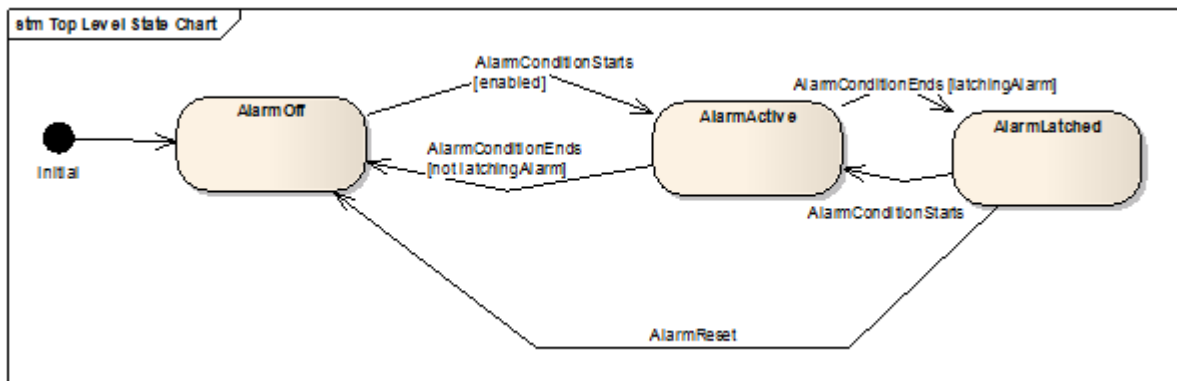 stm Top Level State Chart
AlarmConditionStarts
[enabled]
AlarmConditionEnds [latchingAlarm]
AlarmOff
AlarmActive
AlarmLatched
Initial
AlarmConditionEnds
[not latchingAlarm]
AlarmConditionStarts
AlarmReset